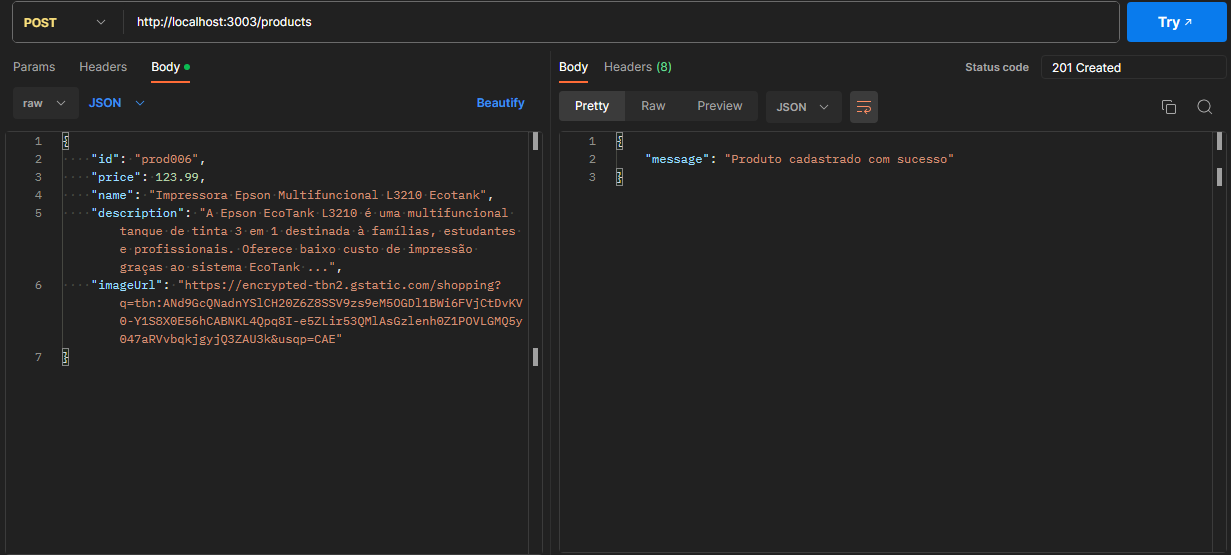 POST http://localhost:3003/products Try ↗
Params Headers Body
raw JSON Beautify
1 {
2 "id": "prod006",
3 "price": 123.99,
4 "name": "Impressora Epson Multifuncional L3210 Ecotank",
5 "description": "A Epson EcoTank L3210 é uma multifuncional
tanque de tinta 3 em 1 destinada à famílias, estudantes
e profissionais. Oferece baixo custo de impressão
graças ao sistema EcoTank ...",
6 "imageUrl": "https://encrypted-tbn2.gstatic.com/shopping?
q=tbn:ANd9GcQNadnYSlCH20Z6Z8SSV9zs9eM5OGDl1BWi6FVjCtDvKV
0-Y1S8X0E56hCABNKL4Qpq8I-e5ZLir53QMlAsGzlenh0Z1POVLGMQ5y
047aRVvbqkjgyjQ3ZAU3k&usqp=CAE"
7 }
Body Headers (8) Status code 201 Created
Pretty Raw Preview JSON
1 {
2 "message": "Produto cadastrado com sucesso"
3 }